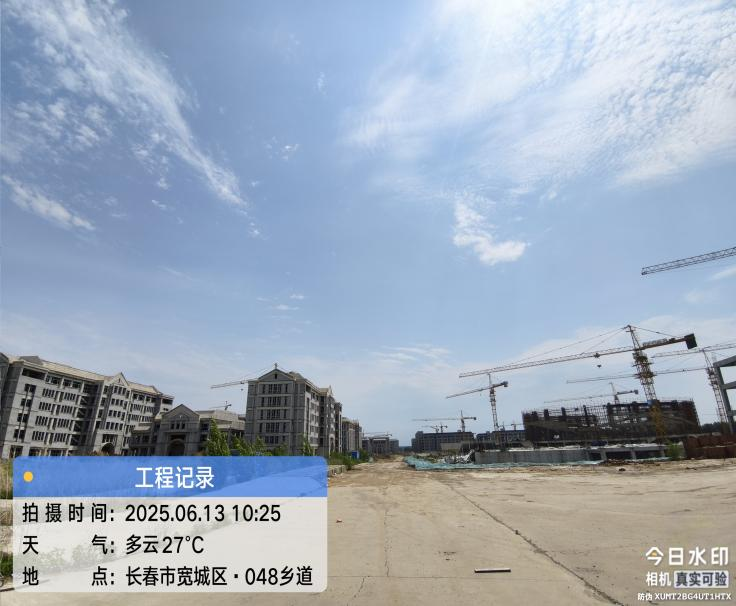 工程记录
拍摄时间：2025.06.13 10:25
天气：多云27℃
地点：长春市宽城区·048乡道
今日水印
相机 真实可验
防伪 XUMT2BG4UT1HTX